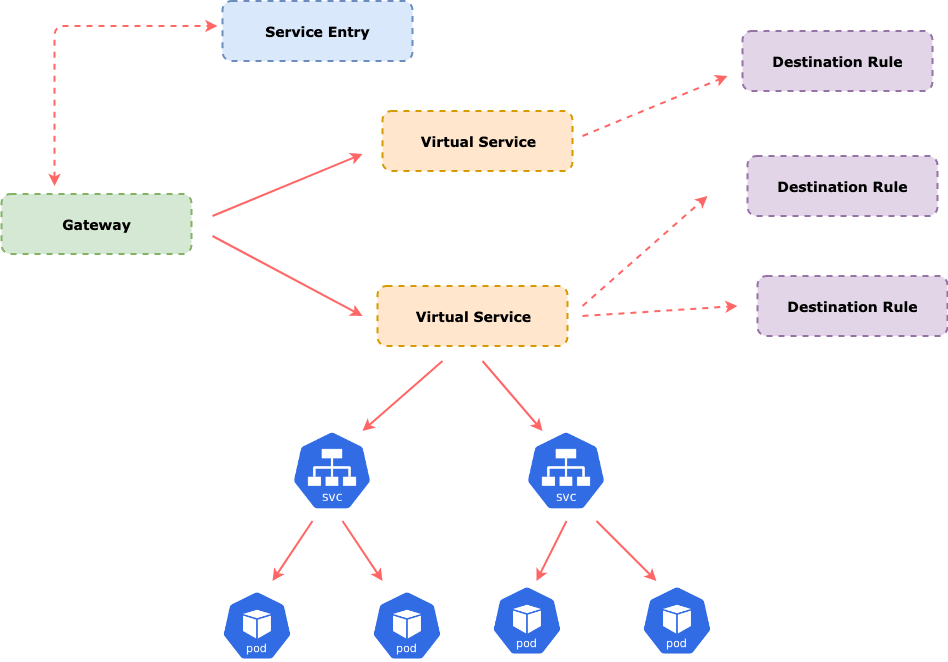 Service Entry
Destination Rule
Virtual Service
Destination Rule
Gateway
Destination Rule
Virtual Service
svc
svc
pod
pod
pod
pod